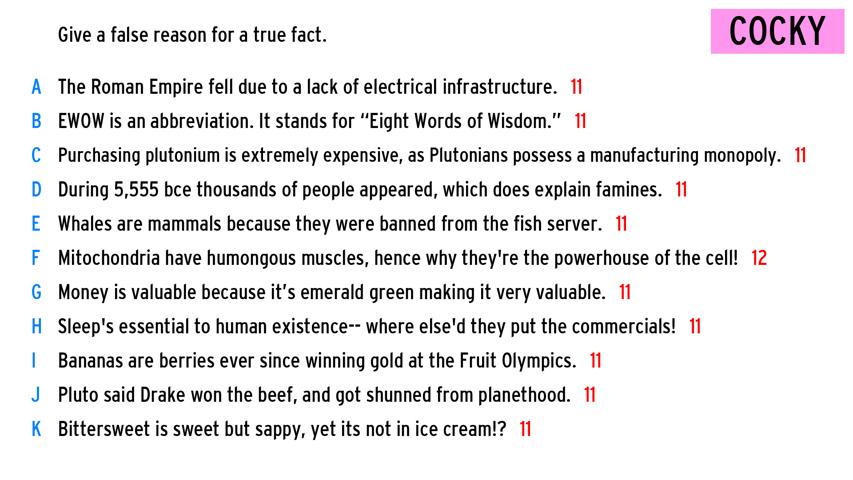 Give a false reason for a true fact.
COCKY
A The Roman Empire fell due to a lack of electrical infrastructure. 11
B EWOW is an abbreviation. It stands for “Eight Words of Wisdom.” 11
C Purchasing plutonium is extremely expensive, as Plutonians possess a manufacturing monopoly. 11
D During 5,555 bce thousands of people appeared, which does explain famines. 11
E Whales are mammals because they were banned from the fish server. 11
F Mitochondria have humongous muscles, hence why they're the powerhouse of the cell! 12
G Money is valuable because it’s emerald green making it very valuable. 11
H Sleep's essential to human existence-- where else'd they put the commercials! 11
I Bananas are berries ever since winning gold at the Fruit Olympics. 11
J Pluto said Drake won the beef, and got shunned from planethood. 11
K Bittersweet is sweet but sappy, yet its not in ice cream!? 11